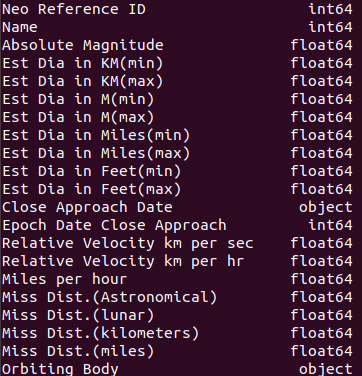 Neo Reference ID int64
Name int64
Absolute Magnitude float64
Est Dia in KM(min) float64
Est Dia in KM(max) float64
Est Dia in M(min) float64
Est Dia in M(max) float64
Est Dia in Miles(min) float64
Est Dia in Miles(max) float64
Est Dia in Feet(min) float64
Est Dia in Feet(max) float64
Close Approach Date object
Epoch Date Close Approach int64
Relative Velocity km per sec float64
Relative Velocity km per hr float64
Miles per hour float64
Miss Dist.(Astronomical) float64
Miss Dist.(lunar) float64
Miss Dist.(kilometers) float64
Miss Dist.(miles) float64
Orbiting Body object